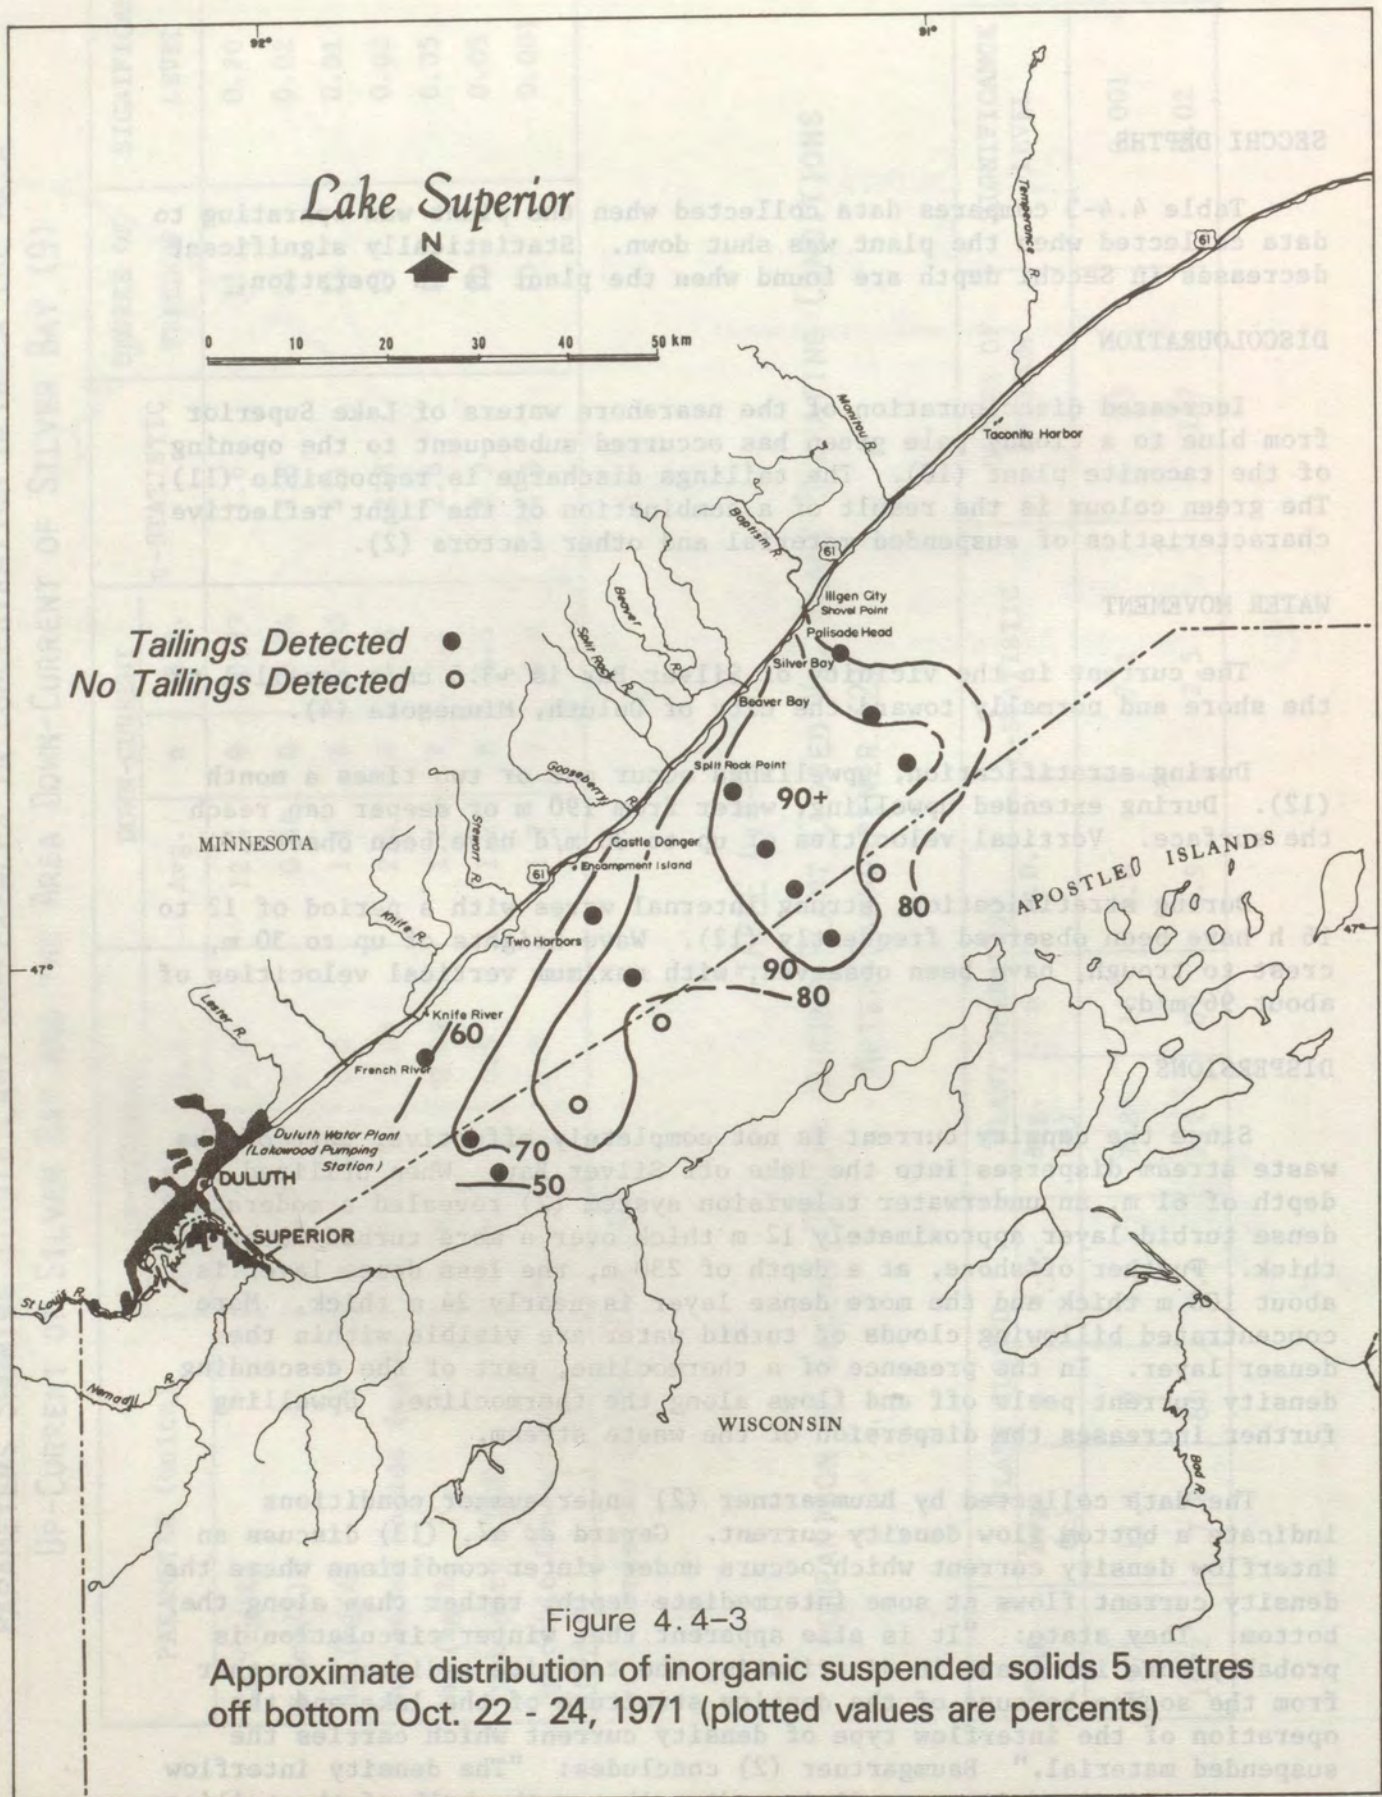 92°
91°
Lake Superior
N
0 10 20 30 40 50 km
Temperance R.
61
Manitou R.
Taconite Harbor
Baptism R.
61
Illgen City
Shovel Point
Palisade Head
Tailings Detected
No Tailings Detected
Beaver R.
Split Rock R.
Silver Bay
Beaver Bay
Split Rock Point
90+
Gooseberry R.
MINNESOTA
Stewart R.
Castle Danger
Encampment Island
61
APOSTLE ISLANDS
80
Knife R.
Two Harbors
47°
47°
90
80
Lester R.
Knife River
60
French River
Duluth Water Plant
(Lakewood Pumping
Station)
DULUTH
70
50
SUPERIOR
St Louis R.
Nemadji R.
WISCONSIN
Bad R.
Figure 4.4-3
Approximate distribution of inorganic suspended solids 5 metres
off bottom Oct. 22 - 24, 1971 (plotted values are percents)